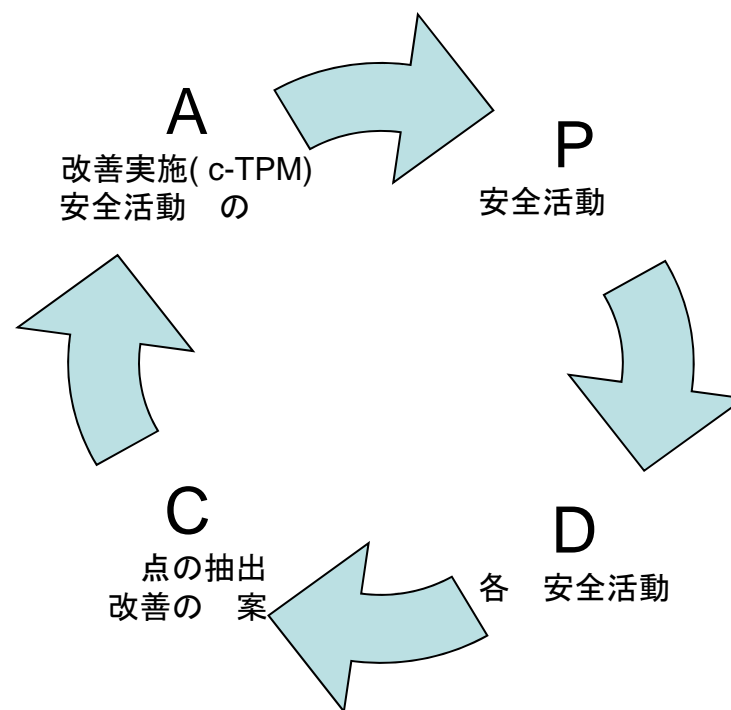 A
改善実施( c-TPM)
安全活動　の
P
安全活動
D
各　安全活動
C
点の抽出
改善の　案